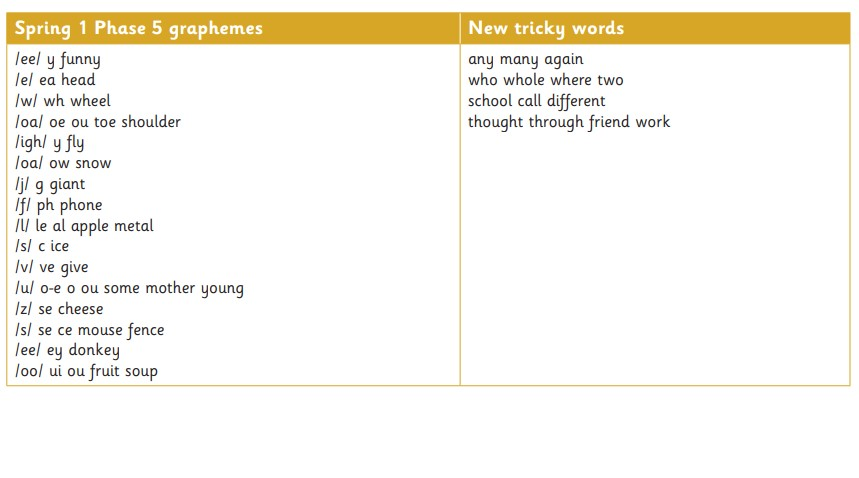 Spring 1 Phase 5 graphemes
/ee/ y funny
/e/ ea head
/w/ wh wheel
/oa/ oe ou toe shoulder
/igh/ y fly
/oa/ ow snow
/j/ g giant
/f/ ph phone
/l/ le al apple metal
/s/ c ice
/v/ ve give
/u/ o-e o ou some mother young
/z/ se cheese
/s/ se ce mouse fence
/ee/ ey donkey
/oo/ ui ou fruit soup
New tricky words
any many again
who whole where two
school call different
thought through friend work